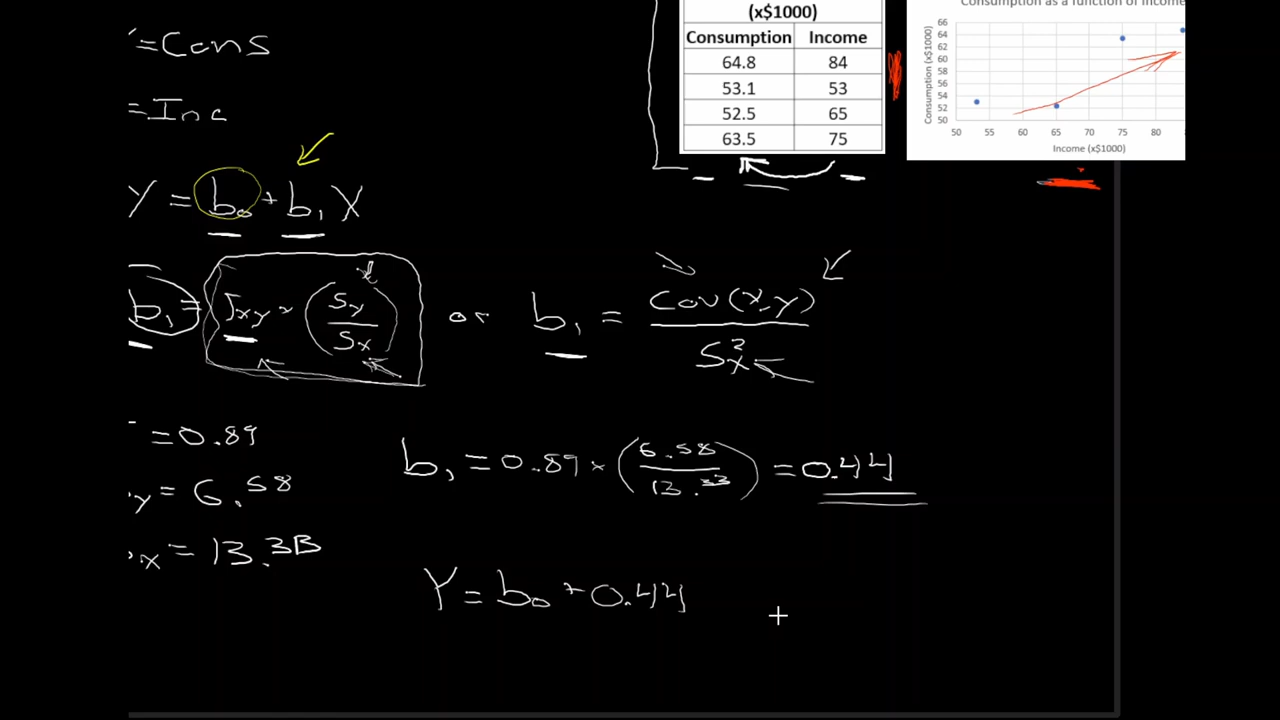 =Cons
=Inc
Y = b₀ + b₁ X
b₁ = rxy × (Sy / Sx) or b₁ = Cov(x,y) / Sx²
= 0.89
y = 6.58
x = 13.33
b₁ = 0.89 × (6.58 / 13.33) = 0.44
Y = b₀ + 0.44
(x$1000)
Consumption Income
64.8 84
53.1 53
52.5 65
63.5 75
Consumption as a function of Income
Consumption (x$1000)
66
64
62
60
58
56
54
52
50
50 55 60 65 70 75 80
Income (x$1000)